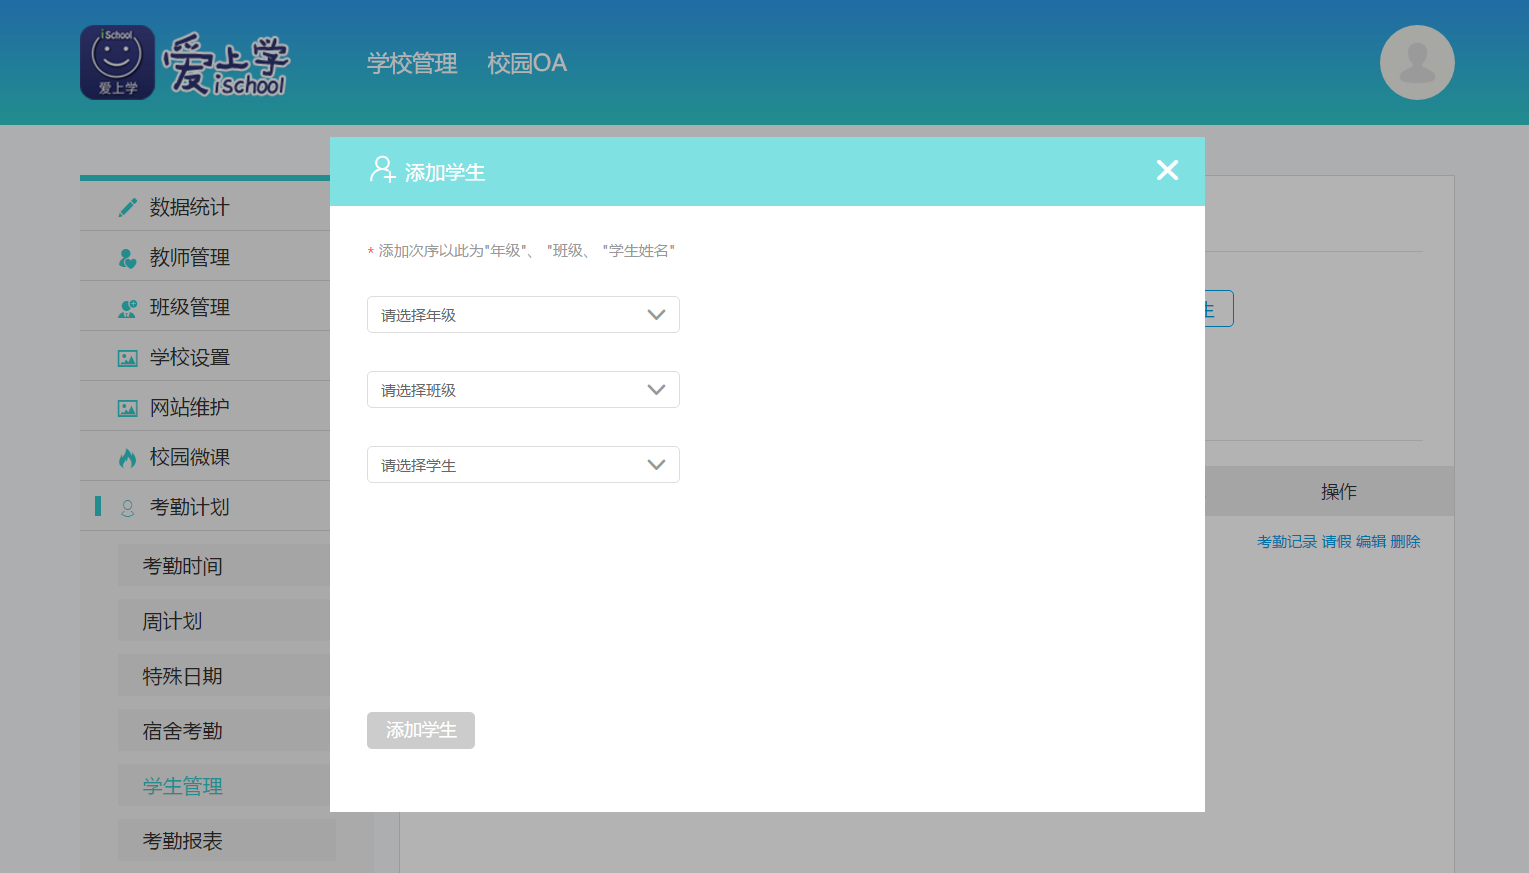 iSchool
爱上学
爱上学
ischool
学校管理 校园OA
添加学生
* 添加次序以此为"年级"、 "班级、 "学生姓名"
请选择年级
请选择班级
请选择学生
添加学生
数据统计
教师管理
班级管理
学校设置
网站维护
校园微课
考勤计划
考勤时间
周计划
特殊日期
宿舍考勤
学生管理
考勤报表
生
操作
考勤记录 请假 编辑 删除